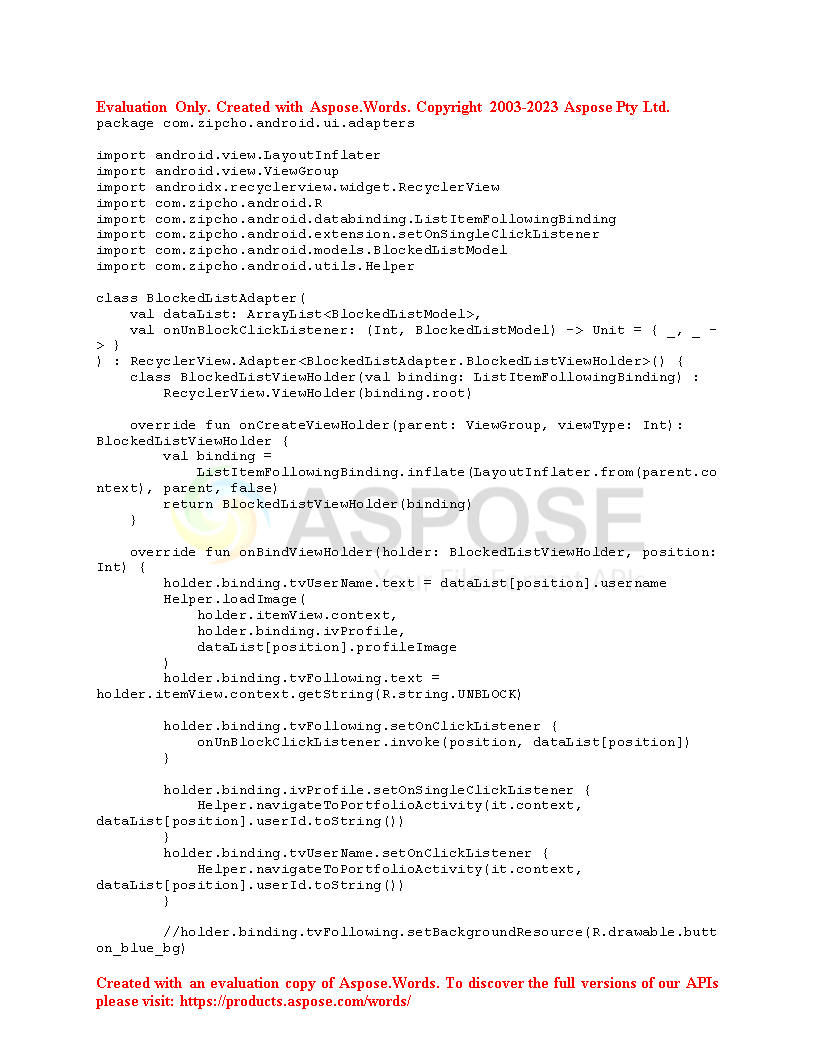 Evaluation Only. Created with Aspose.Words. Copyright 2003-2023 Aspose Pty Ltd.
package com.zipcho.android.ui.adapters

import android.view.LayoutInflater
import android.view.ViewGroup
import androidx.recyclerview.widget.RecyclerView
import com.zipcho.android.R
import com.zipcho.android.databinding.ListItemFollowingBinding
import com.zipcho.android.extension.setOnSingleClickListener
import com.zipcho.android.models.BlockedListModel
import com.zipcho.android.utils.Helper

class BlockedListAdapter(
    val dataList: ArrayList<BlockedListModel>,
    val onUnBlockClickListener: (Int, BlockedListModel) -> Unit = { _, _ -
> }
) : RecyclerView.Adapter<BlockedListAdapter.BlockedListViewHolder>() {
    class BlockedListViewHolder(val binding: ListItemFollowingBinding) :
        RecyclerView.ViewHolder(binding.root)

    override fun onCreateViewHolder(parent: ViewGroup, viewType: Int):
BlockedListViewHolder {
        val binding =
            ListItemFollowingBinding.inflate(LayoutInflater.from(parent.co
ntext), parent, false)
        return BlockedListViewHolder(binding)
    }

    override fun onBindViewHolder(holder: BlockedListViewHolder, position:
Int) {
        holder.binding.tvUserName.text = dataList[position].username
        Helper.loadImage(
            holder.itemView.context,
            holder.binding.ivProfile,
            dataList[position].profileImage
        )
        holder.binding.tvFollowing.text =
holder.itemView.context.getString(R.string.UNBLOCK)

        holder.binding.tvFollowing.setOnClickListener {
            onUnBlockClickListener.invoke(position, dataList[position])
        }

        holder.binding.ivProfile.setOnSingleClickListener {
            Helper.navigateToPortfolioActivity(it.context,
dataList[position].userId.toString())
        }
        holder.binding.tvUserName.setOnClickListener {
            Helper.navigateToPortfolioActivity(it.context,
dataList[position].userId.toString())
        }

        //holder.binding.tvFollowing.setBackgroundResource(R.drawable.butt
on_blue_bg)

ASPOSE
Your File Format APIs
Created with an evaluation copy of Aspose.Words. To discover the full versions of our APIs
please visit: https://products.aspose.com/words/